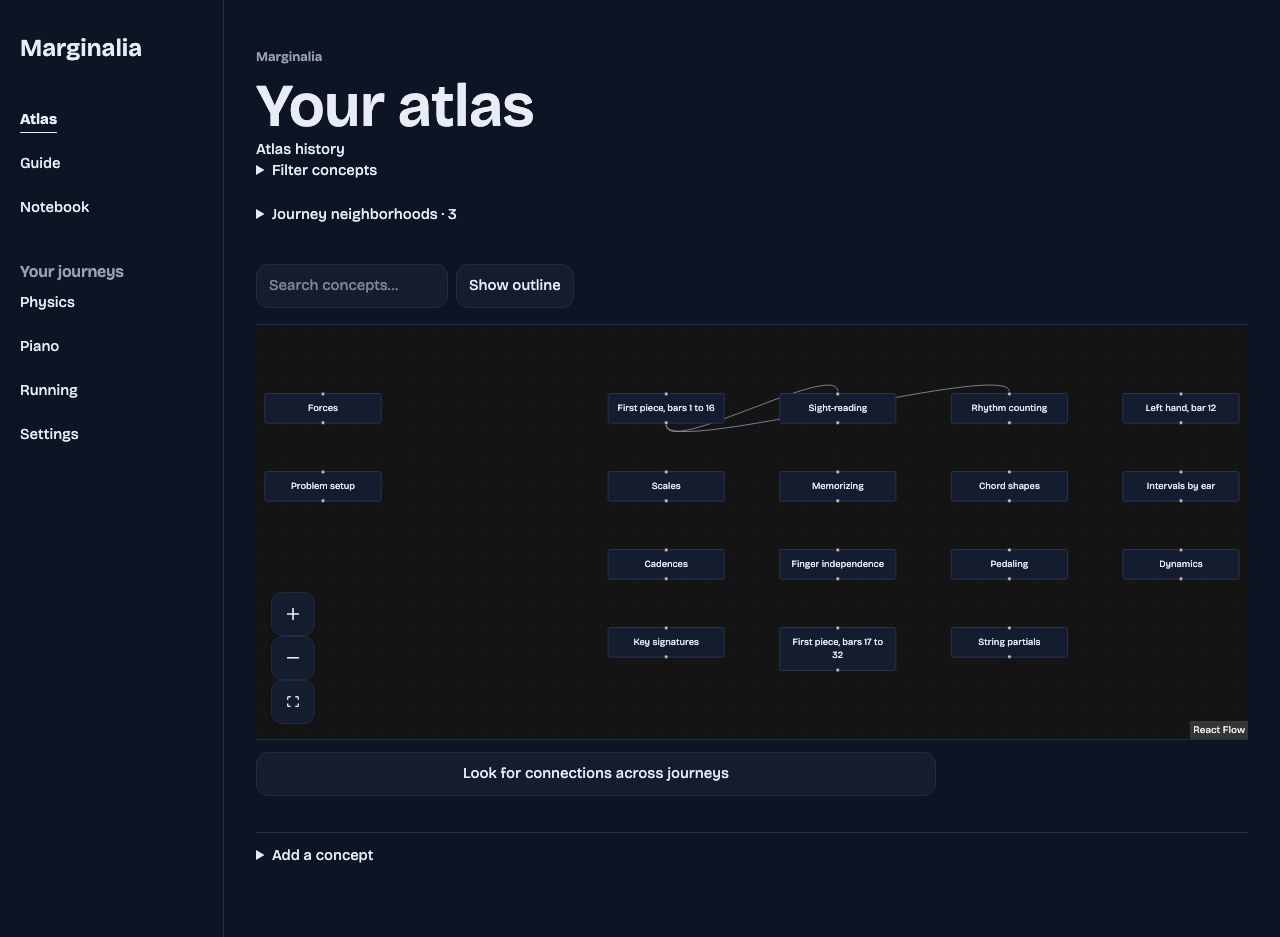 Marginalia
Atlas
Guide
Notebook
Your journeys
Physics
Piano
Running
Settings
Marginalia
Your atlas
Atlas history
Filter concepts
Journey neighborhoods · 3
Search concepts...
Show outline
Forces
First piece, bars 1 to 16
Sight-reading
Rhythm counting
Left hand, bar 12
Problem setup
Scales
Memorizing
Chord shapes
Intervals by ear
Cadences
Finger independence
Pedaling
Dynamics
Key signatures
First piece, bars 17 to
32
String partials
React Flow
Look for connections across journeys
Add a concept